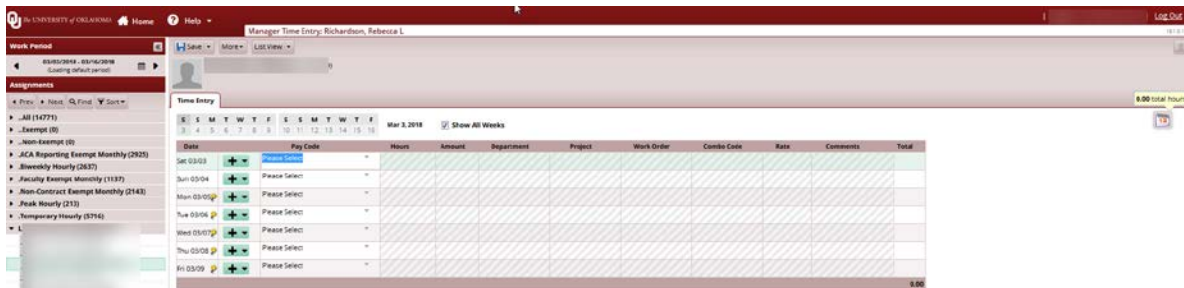 The UNIVERSITY of OKLAHOMA Home Help Log Out
Manager Time Entry: Richardson, Rebecca L
Work Period
Save More List View
03/03/2018 - 03/16/2018
(Loading default period)
Assignments
Prev Next Find Sort
..All (14771)
..Exempt (0)
..Non-Exempt (0)
.ACA Reporting Exempt Monthly (2925)
.Biweekly Hourly (2637)
.Faculty Exempt Monthly (1137)
.Non-Contract Exempt Monthly (2143)
.Peak Hourly (213)
.Temporary Hourly (5716)
L
Time Entry
0.00 total hours
S S M T W T F S S M T W T F
3 4 5 6 7 8 9 10 11 12 13 14 15 16
Mar 3, 2018 Show All Weeks
Date Pay Code Hours Amount Department Project Work Order Combo Code Rate Comments Total
Sat 03/03 Please Select
Sun 03/04 Please Select
Mon 03/05 Please Select
Tue 03/06 Please Select
Wed 03/07 Please Select
Thu 03/08 Please Select
Fri 03/09 Please Select
0.00